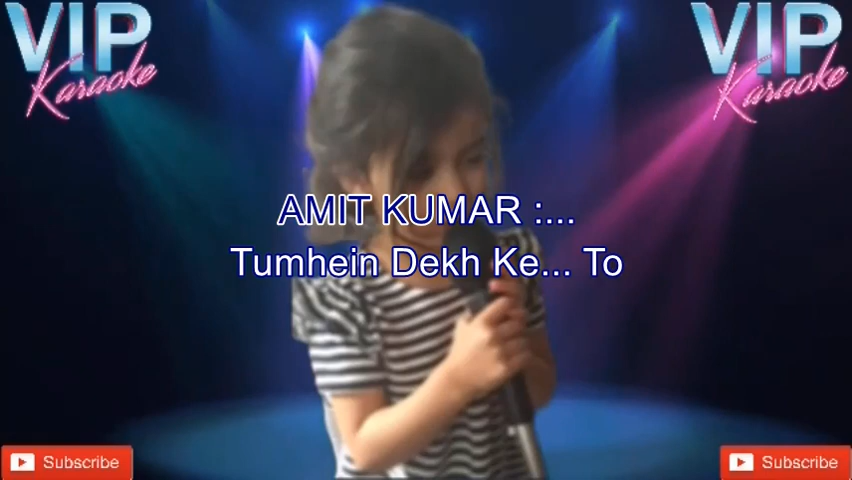 VIP
Karaoke
VIP
Karaoke
AMIT KUMAR :...
Tumhein Dekh Ke... To
Subscribe
Subscribe